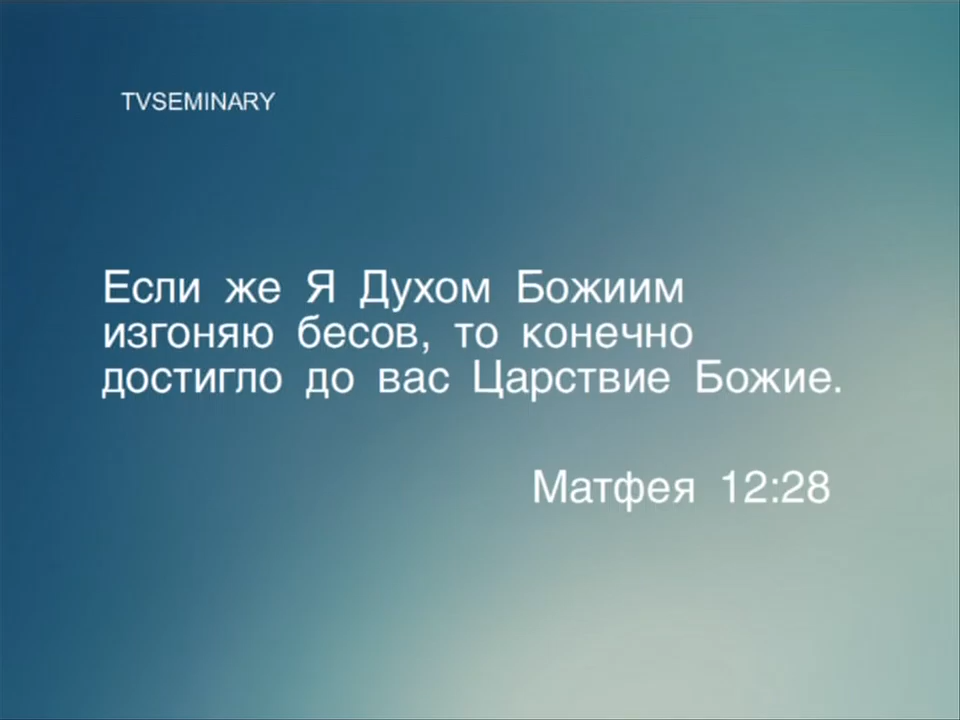 TVSEMINARY
Если же Я Духом Божиим
изгоняю бесов, то конечно
достигло до вас Царствие Божие.
Матфея 12:28